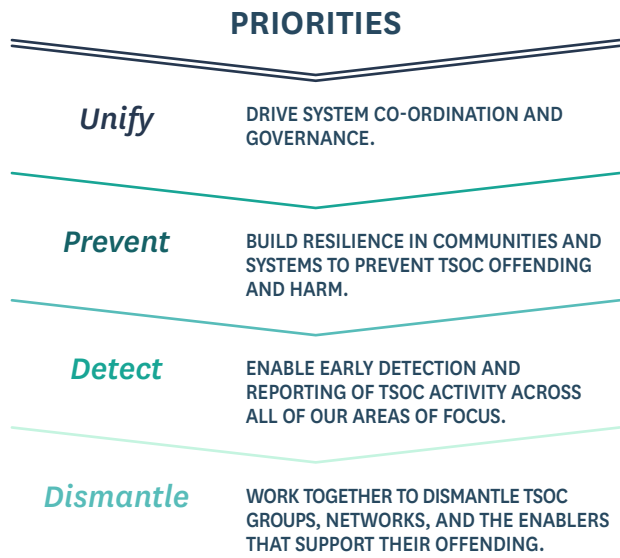 PRIORITIES
Unify
DRIVE SYSTEM CO-ORDINATION AND
GOVERNANCE.
Prevent
BUILD RESILIENCE IN COMMUNITIES AND
SYSTEMS TO PREVENT TSOC OFFENDING
AND HARM.
Detect
ENABLE EARLY DETECTION AND
REPORTING OF TSOC ACTIVITY ACROSS
ALL OF OUR AREAS OF FOCUS.
Dismantle
WORK TOGETHER TO DISMANTLE TSOC
GROUPS, NETWORKS, AND THE ENABLERS
THAT SUPPORT THEIR OFFENDING.